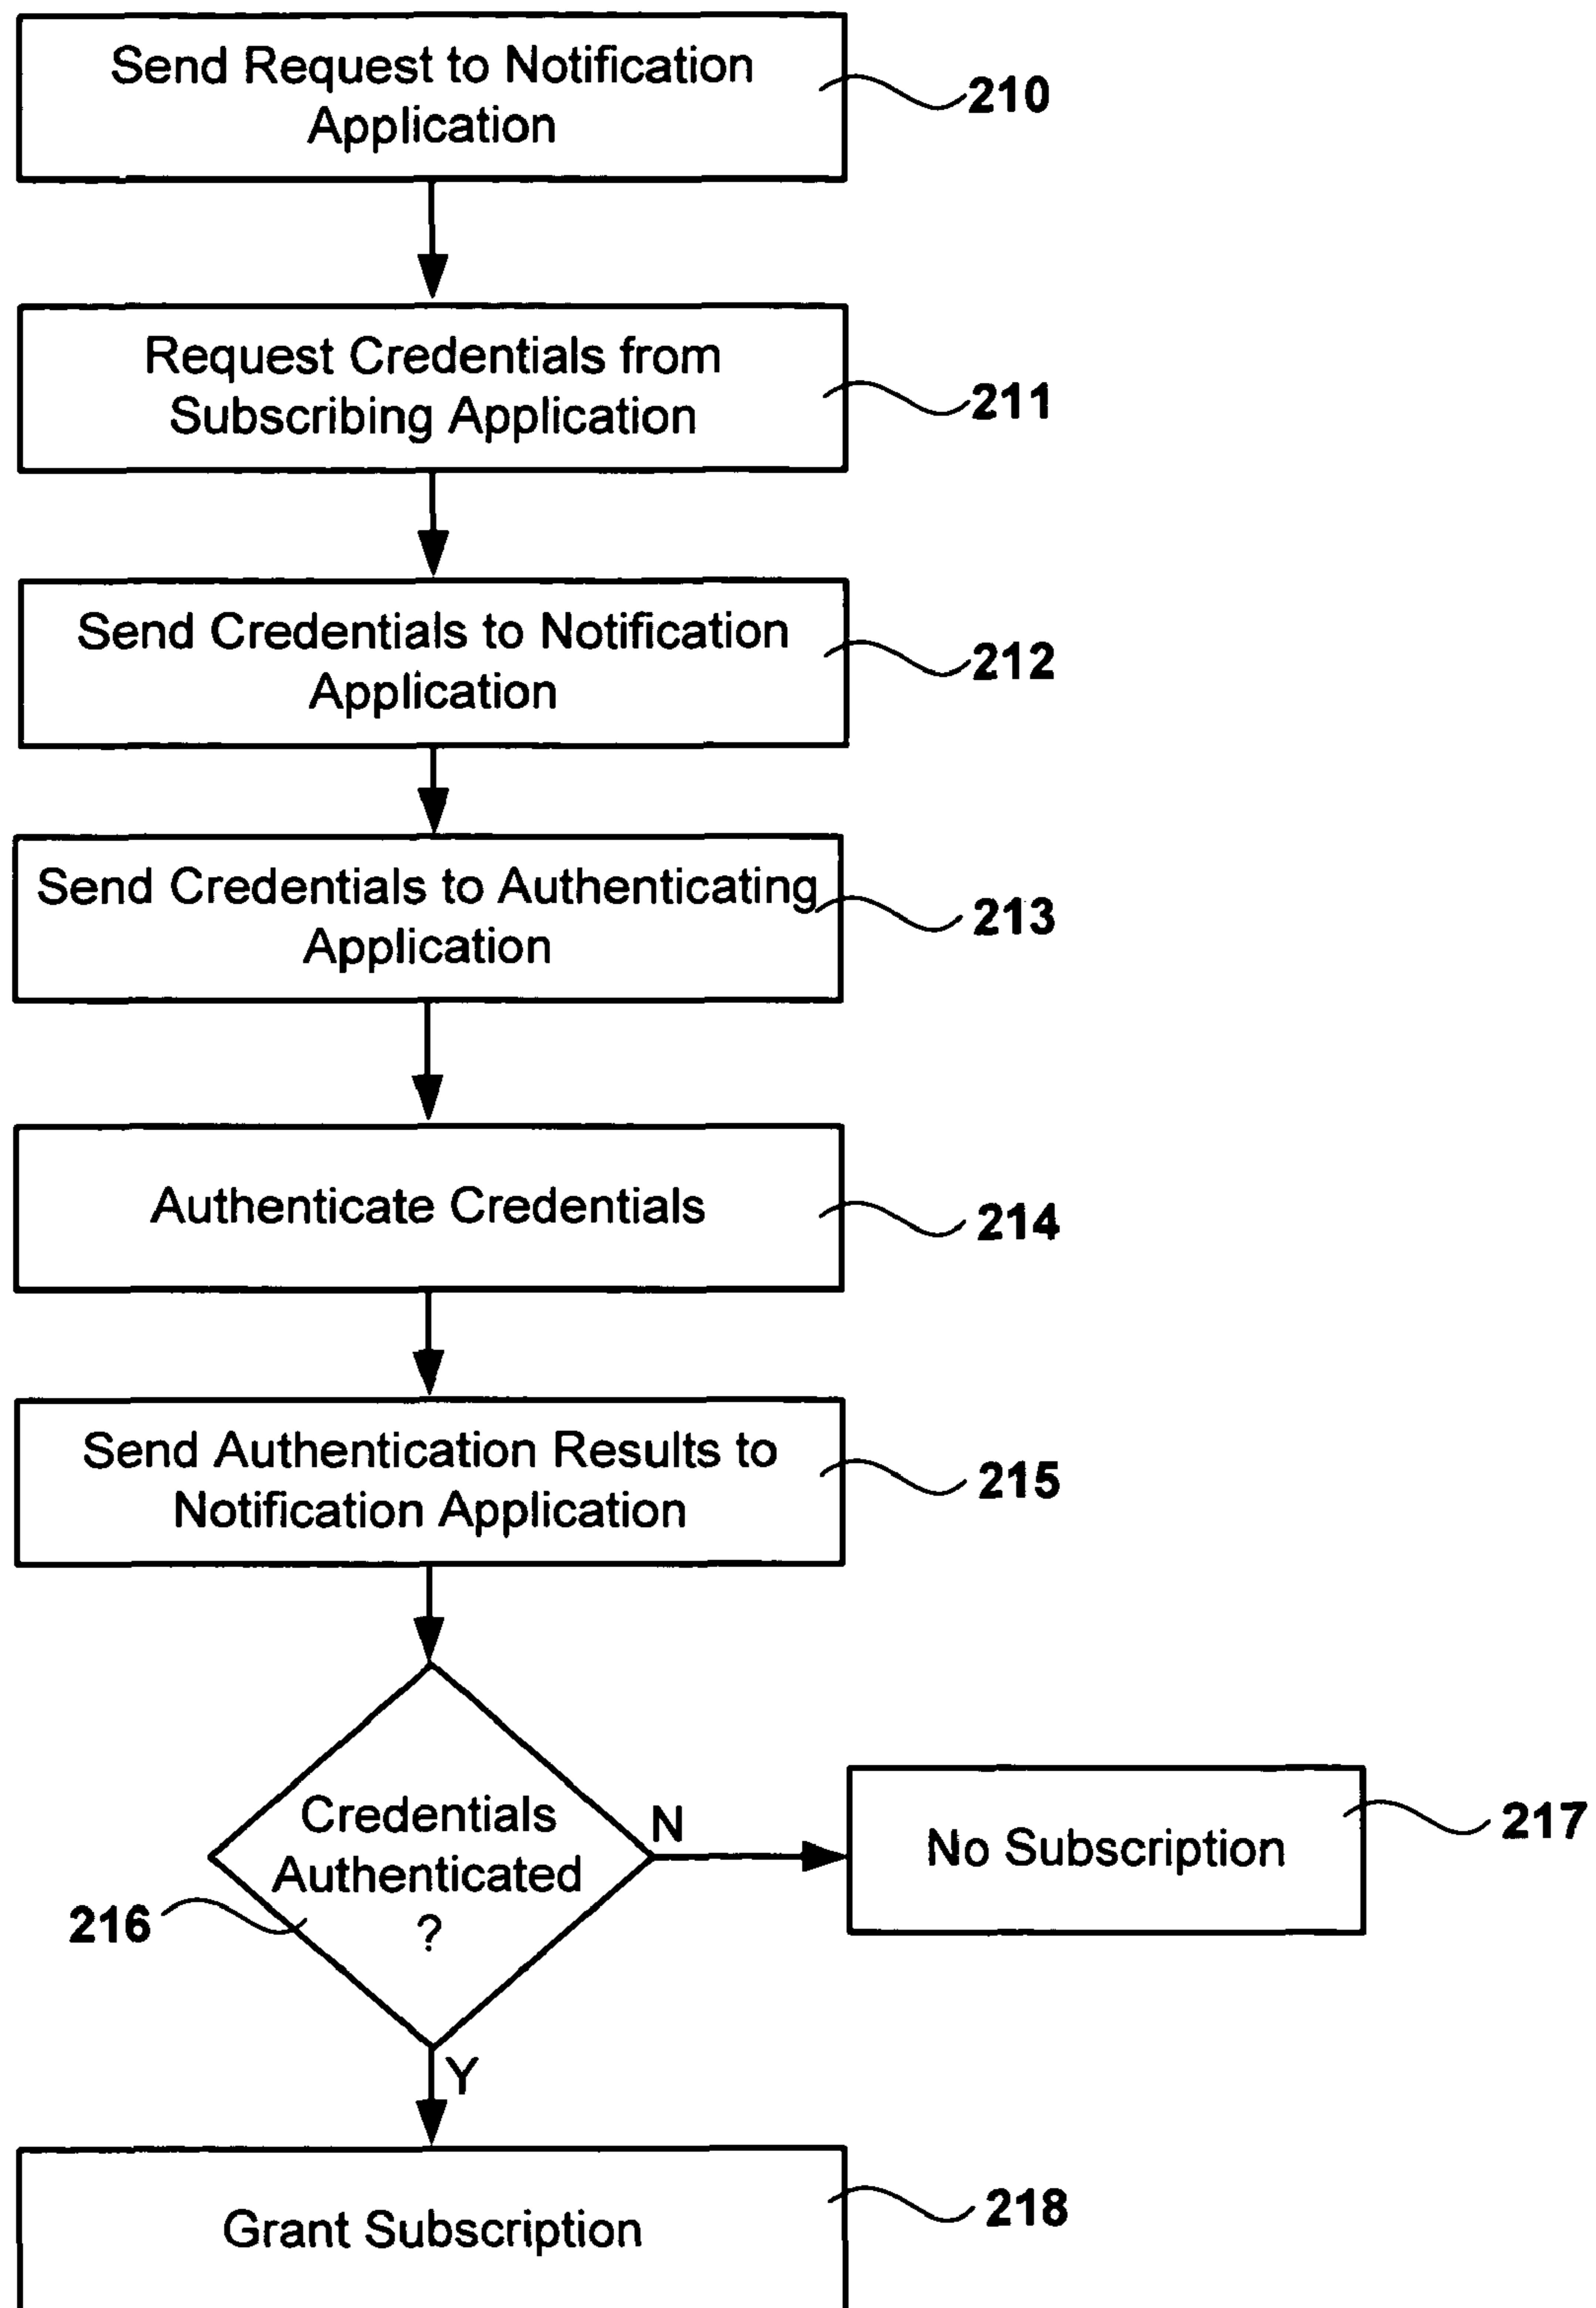 Send Request to Notification
Application
210
Request Credentials from
Subscribing Application
211
Send Credentials to Notification
Application
212
Send Credentials to Authenticating
Application
213
Authenticate Credentials
214
Send Authentication Results to
Notification Application
215
Credentials
Authenticated
?
216
N
No Subscription
217
Y
Grant Subscription
218